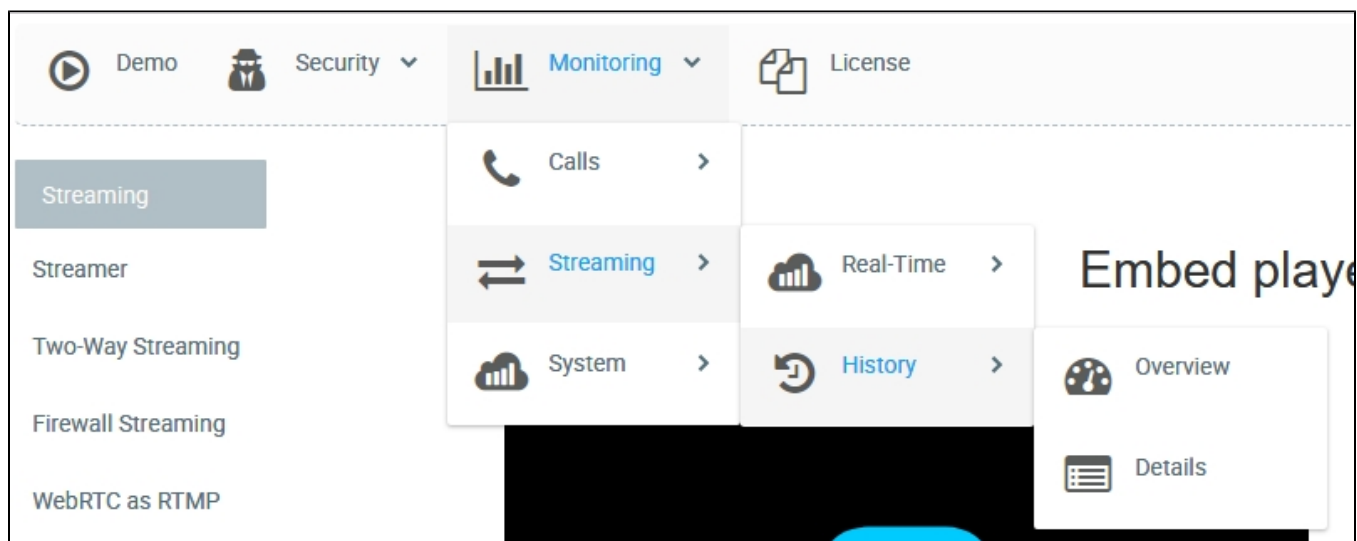 Demo
Security
Monitoring
License
Calls
Streaming
Streaming
Real-Time
Streamer
Embed playe
Two-Way Streaming
System
History
Overview
Firewall Streaming
Details
WebRTC as RTMP